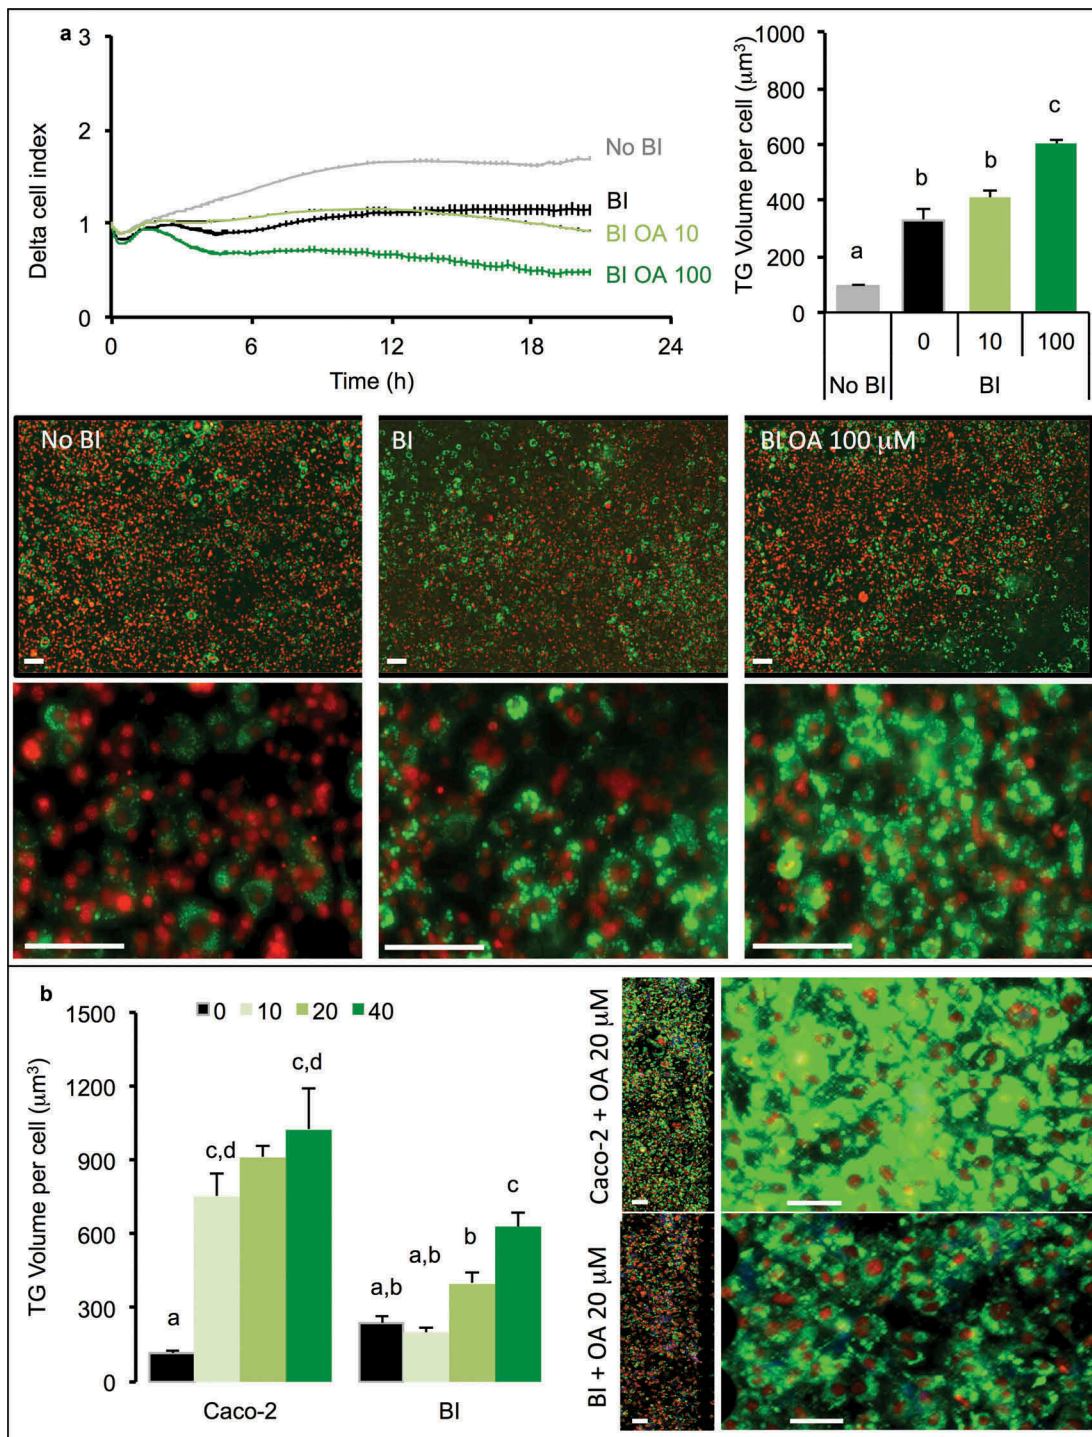 a
3
2
1
0
Delta cell index
0 6 12 18 24
Time (h)
No BI
BI
BI OA 10
BI OA 100
1000
800
600
400
200
0
TG Volume per cell (μm³)
a
b
b
c
0 10 100
No BI BI
No BI
BI
BI OA 100 μM
b
0 10 20 40
1500
1200
900
600
300
0
TG Volume per cell (μm³)
a
c,d
c,d
a,b
a,b
b
c
Caco-2 BI
Caco-2 + OA 20 μM
BI + OA 20 μM